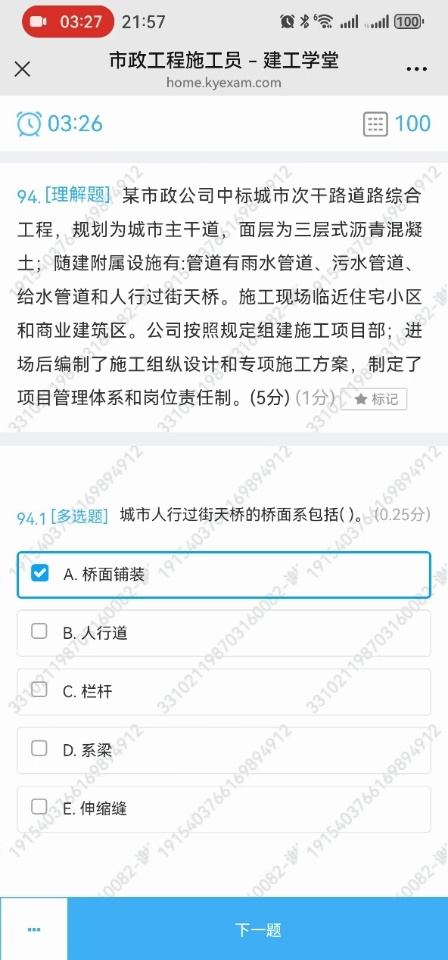 03:27 21:57 6 100
市政工程施工员 – 建工学堂
home.kyexam.com
03:26 100
94. [理解题] 某市政公司中标城市次干路道路综合
工程，规划为城市主干道，面层为三层式沥青混凝
土；随建附属设施有:管道有雨水管道、污水管道、
给水管道和人行过街天桥。施工现场临近住宅小区
和商业建筑区。公司按照规定组建施工项目部；进
场后编制了施工组纵设计和专项施工方案，制定了
项目管理体系和岗位责任制。(5分) (1分) 标记
94.1 [多选题] 城市人行过街天桥的桥面系包括( )。 (0.25分)
A. 桥面铺装
B. 人行道
C. 栏杆
D. 系梁
E. 伸缩缝
下一题